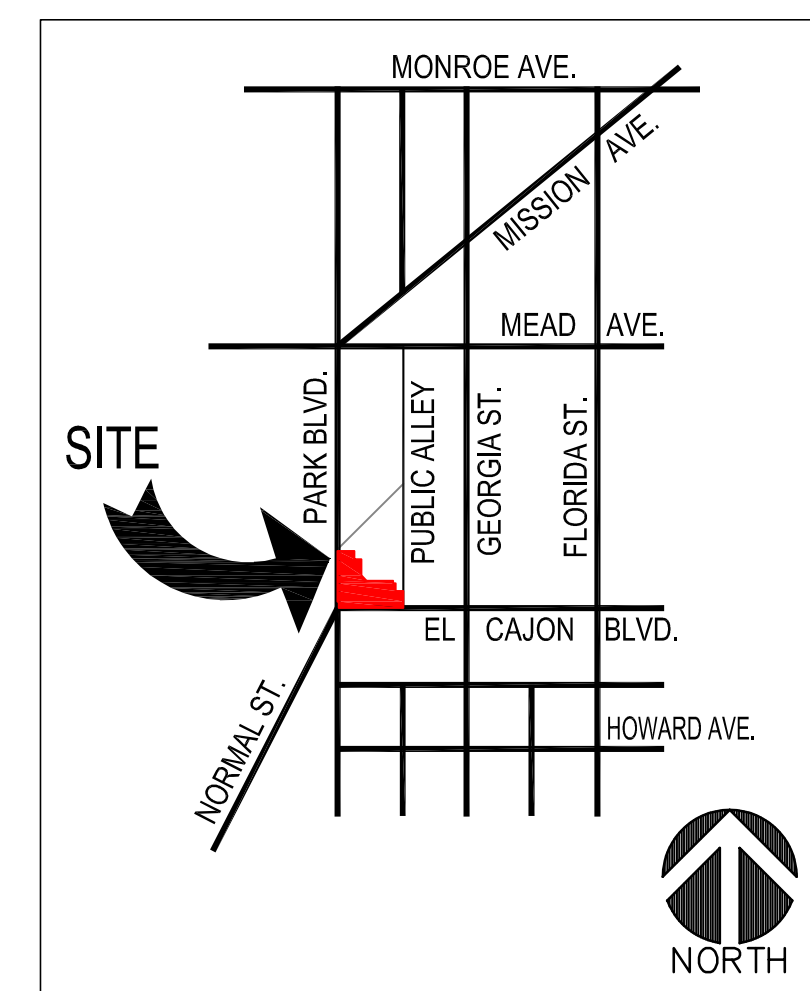 MONROE AVE.
MISSION AVE.
MEAD AVE.
SITE
PARK BLVD.
PUBLIC ALLEY
GEORGIA ST.
FLORIDA ST.
EL CAJON BLVD.
NORMAL ST.
HOWARD AVE.
NORTH